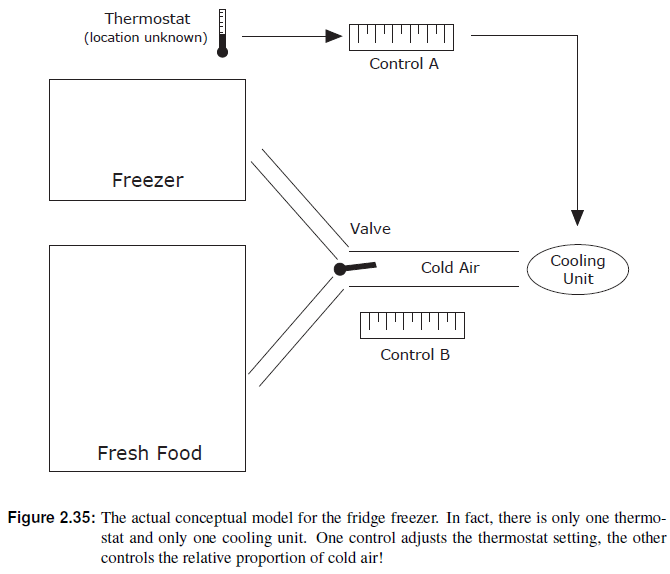 Thermostat
(location unknown)
Control A
Freezer
Valve
Cold Air
Cooling
Unit
Control B
Fresh Food
Figure 2.35: The actual conceptual model for the fridge freezer. In fact, there is only one thermo-
stat and only one cooling unit. One control adjusts the thermostat setting, the other
controls the relative proportion of cold air!